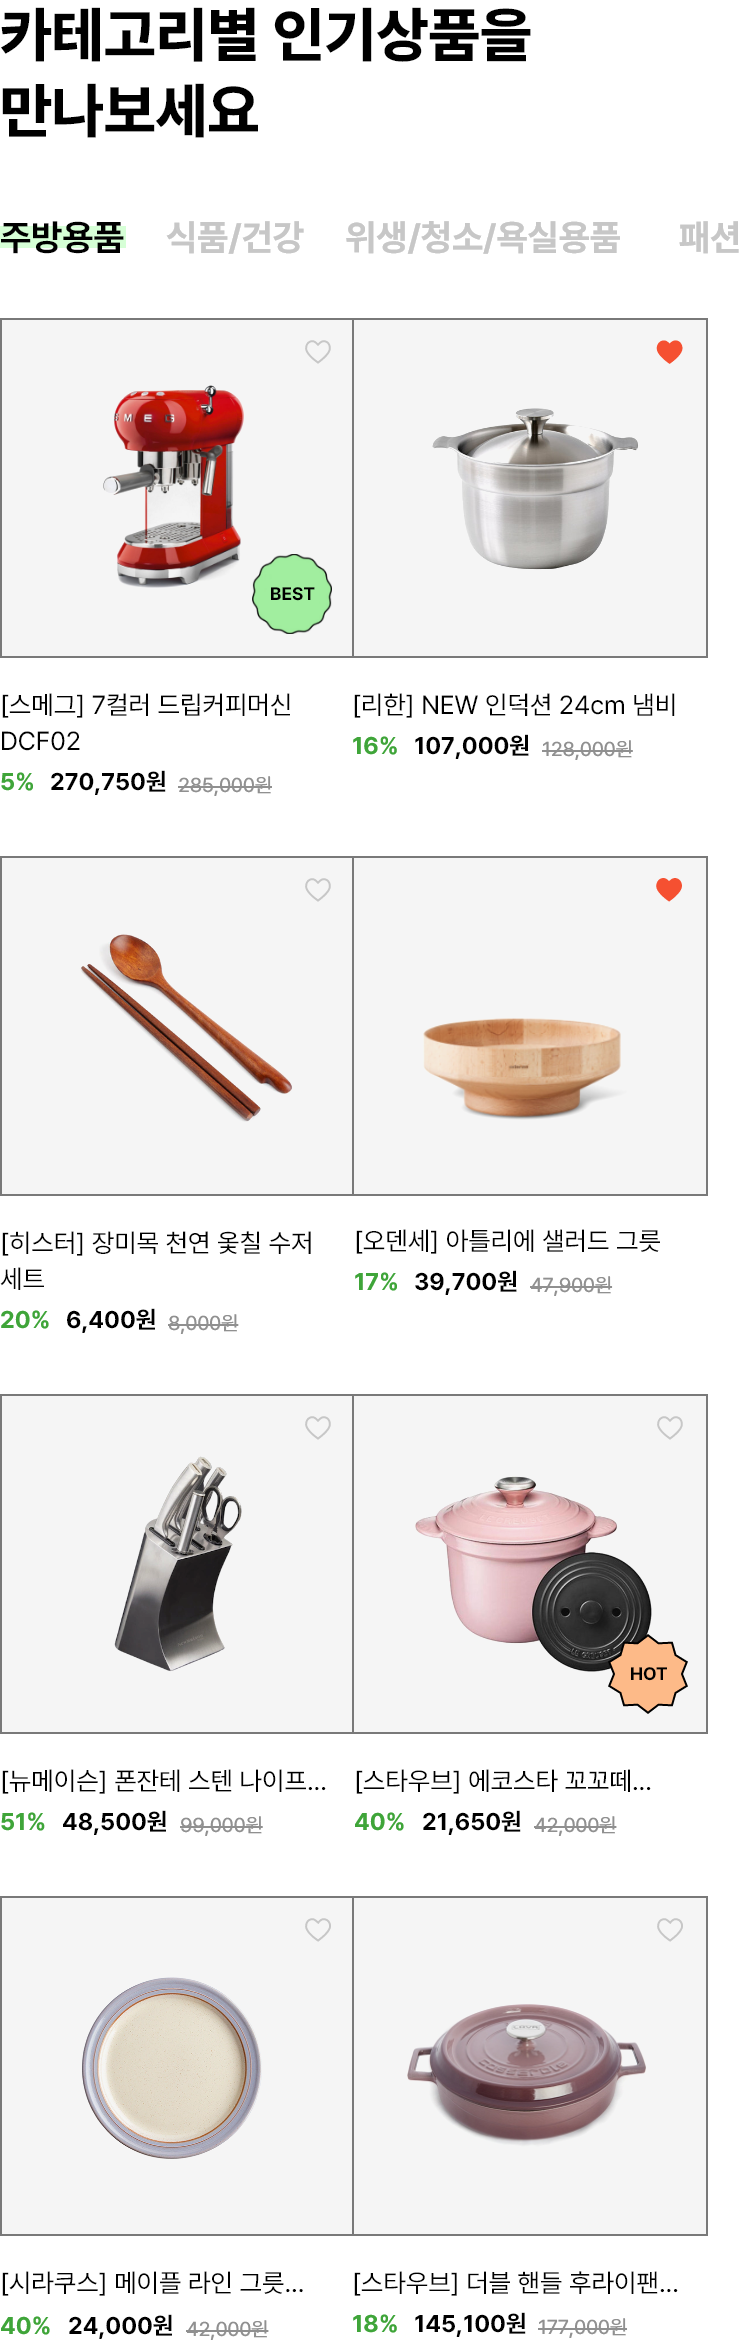 카테고리별 인기상품을
만나보세요
주방용품 식품/건강 위생/청소/욕실용품 패션
SMEG
BEST
[스메그] 7컬러 드립커피머신
DCF02
5% 270,750원 285,000원
[리한] NEW 인덕션 24cm 냄비
16% 107,000원 128,000원
[히스터] 장미목 천연 옻칠 수저
세트
20% 6,400원 8,000원
[오덴세] 아틀리에 샐러드 그릇
17% 39,700원 47,900원
HOT
[뉴메이슨] 폰잔테 스텐 나이프...
51% 48,500원 99,000원
[스타우브] 에코스타 꼬꼬떼...
40% 21,650원 42,000원
[시라쿠스] 메이플 라인 그릇...
40% 24,000원 42,000원
[스타우브] 더블 핸들 후라이팬...
18% 145,100원 177,000원